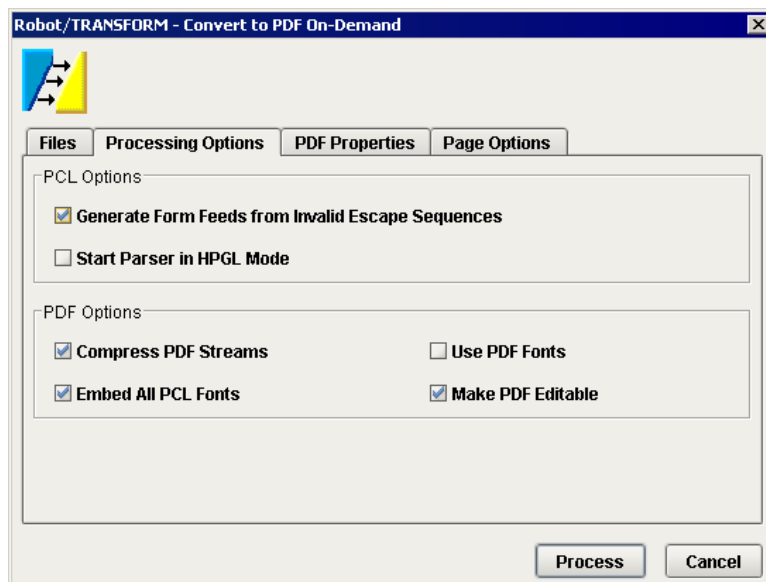 Robot/TRANSFORM - Convert to PDF On-Demand
Files Processing Options PDF Properties Page Options
PCL Options
Generate Form Feeds from Invalid Escape Sequences
Start Parser in HPGL Mode
PDF Options
Compress PDF Streams Use PDF Fonts
Embed All PCL Fonts Make PDF Editable
Process Cancel